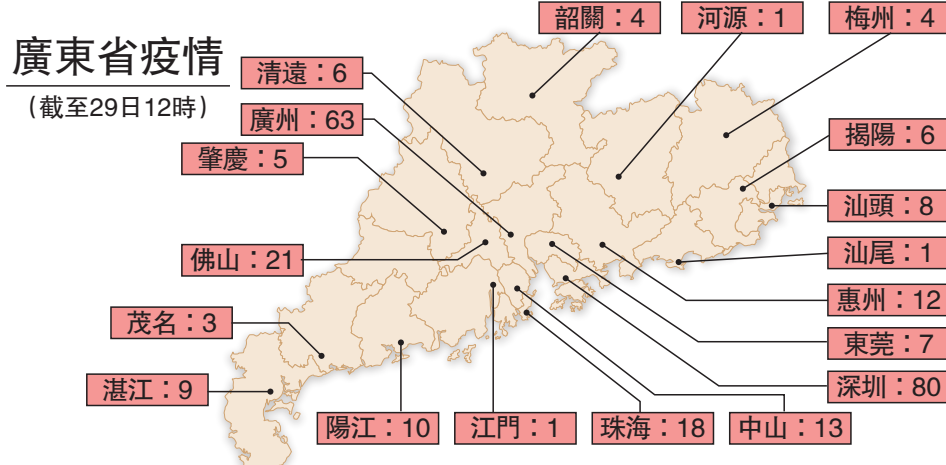 廣東省疫情
(截至29日12時)
韶關：4
河源：1
梅州：4
清遠：6
廣州：63
肇慶：5
揭陽：6
汕頭：8
佛山：21
汕尾：1
惠州：12
茂名：3
東莞：7
湛江：9
深圳：80
陽江：10
江門：1
珠海：18
中山：13